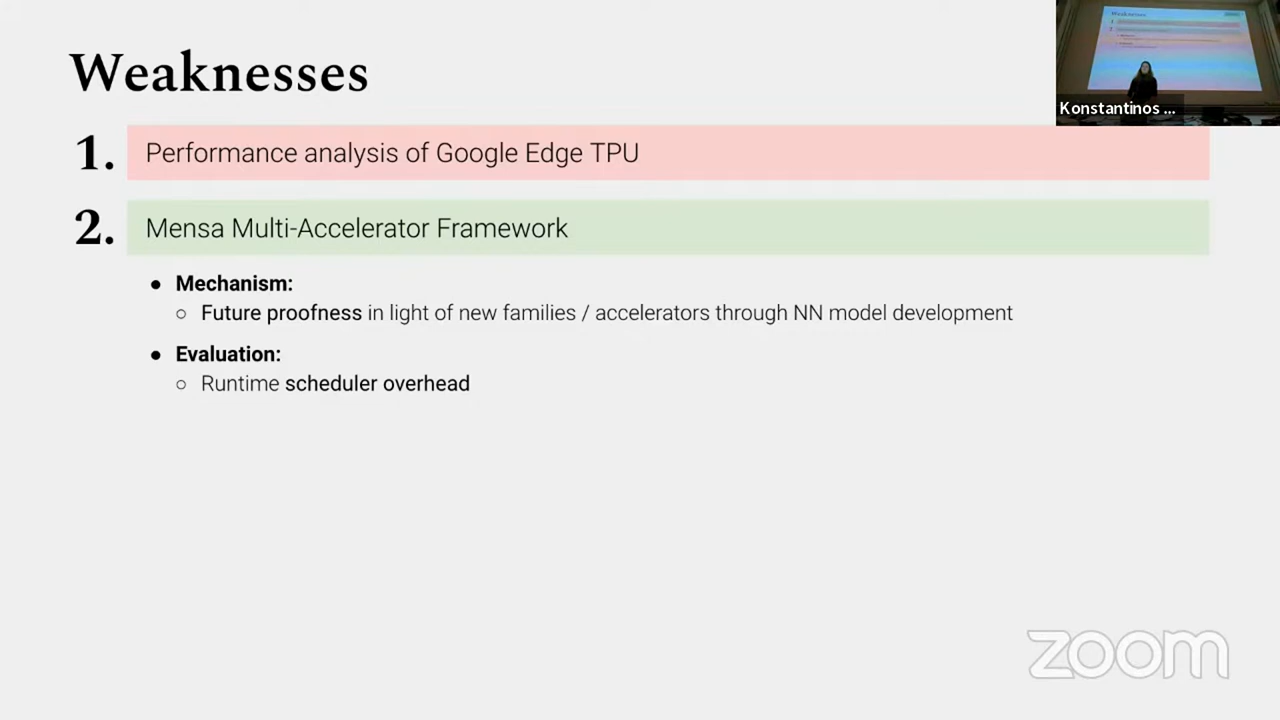 Weaknesses
Konstantinos ...
1. Performance analysis of Google Edge TPU
2. Mensa Multi-Accelerator Framework
● Mechanism:
○ Future proofness in light of new families / accelerators through NN model development
● Evaluation:
○ Runtime scheduler overhead
zoom